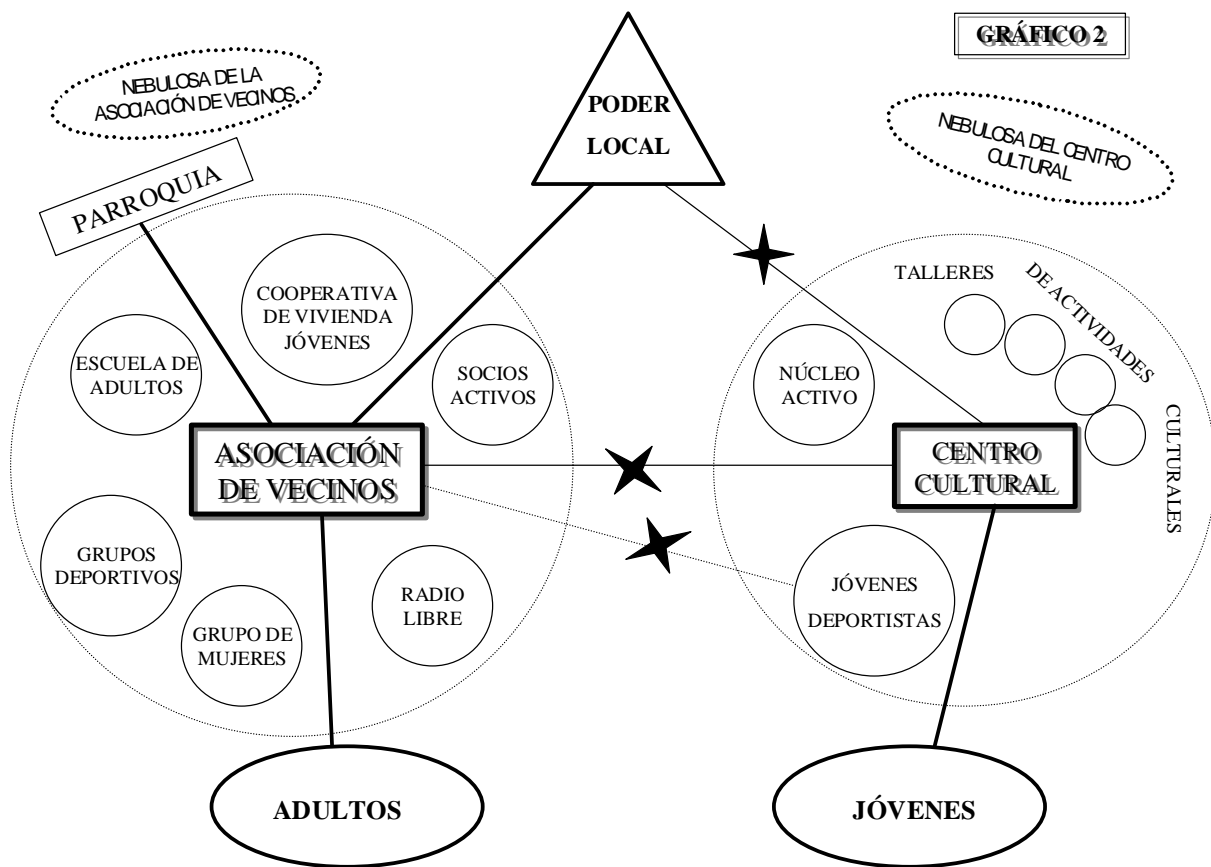 GRÁFICO 2
NEBULOSA DE LA
ASOCIACIÓN DE VECINOS
PODER
LOCAL
NEBULOSA DEL CENTRO
CULTURAL
PARROQUIA
COOPERATIVA
DE VIVIENDA
JÓVENES
ESCUELA DE
ADULTOS
SOCIOS
ACTIVOS
ASOCIACIÓN
DE VECINOS
GRUPOS
DEPORTIVOS
GRUPO DE
MUJERES
RADIO
LIBRE
ADULTOS
TALLERES
DE ACTIVIDADES
CULTURALES
NÚCLEO
ACTIVO
CENTRO
CULTURAL
JÓVENES
DEPORTISTAS
JÓVENES